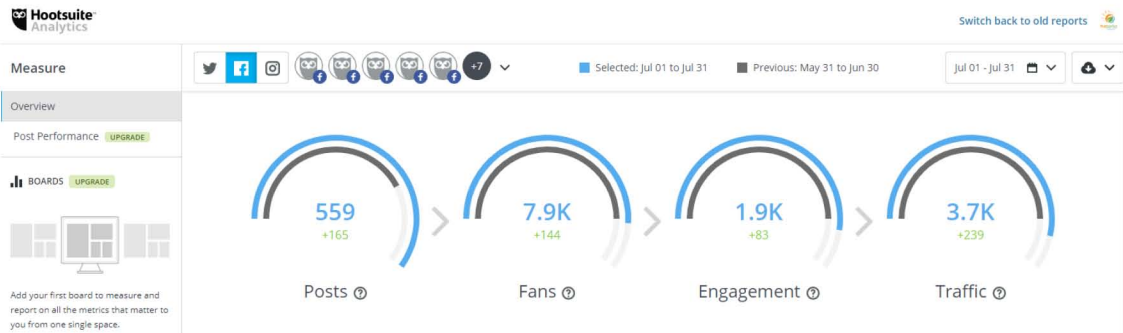 Hootsuite™
Analytics
Switch back to old reports
Measure
+7
Selected: Jul 01 to Jul 31
Previous: May 31 to Jun 30
Jul 01 - Jul 31
Overview
Post Performance UPGRADE
BOARDS UPGRADE
559
+165
7.9K
+144
1.9K
+83
3.7K
+239
Posts ?
Fans ?
Engagement ?
Traffic ?
Add your first board to measure and
report on all the metrics that matter to
you from one single space.